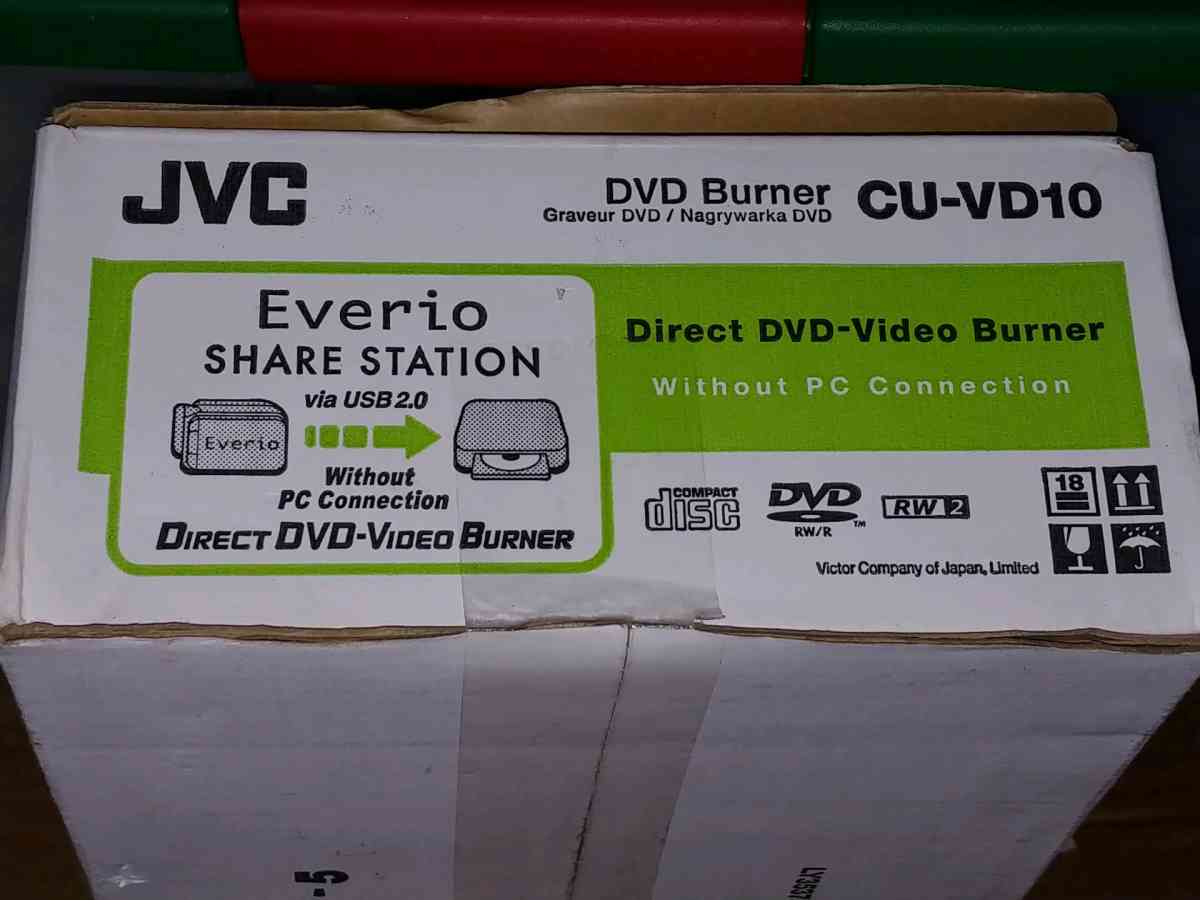 JVC
DVD Burner CU-VD10
Graveur DVD / Nagrywarka DVD
Everio
SHARE STATION
via USB 2.0
Everio
Without
PC Connection
DIRECT DVD-VIDEO BURNER
Direct DVD-Video Burner
Without PC Connection
COMPACT
disc
DVD
TM
RW/R
RW 2
18
Victor Company of Japan, Limited
-5